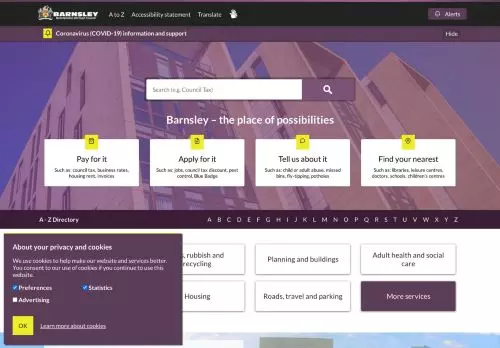 BARNSLEY
Metropolitan Borough Council
A to Z
Accessibility statement
Translate
Alerts
Coronavirus (COVID-19) information and support
Hide
Search (e.g. Council Tax)
Barnsley – the place of possibilities
Pay for it
Such as: council tax, business rates,
housing rent, invoices
Apply for it
Such as: jobs, council tax discount, pest
control, Blue Badge
Tell us about it
Such as: child or adult abuse, missed
bins, fly-tipping, potholes
Find your nearest
Such as: libraries, leisure centres,
doctors, schools, children's centres
A - Z Directory
A B C D E F G H I J K L M N O P Q R S T U V W X Y Z
About your privacy and cookies
We use cookies to help make our website and services better.
You consent to our use of cookies if you continue to use this
website.
Preferences
Statistics
Advertising
OK
Learn more about cookies
, rubbish and
recycling
Planning and buildings
Adult health and social
care
Housing
Roads, travel and parking
More services